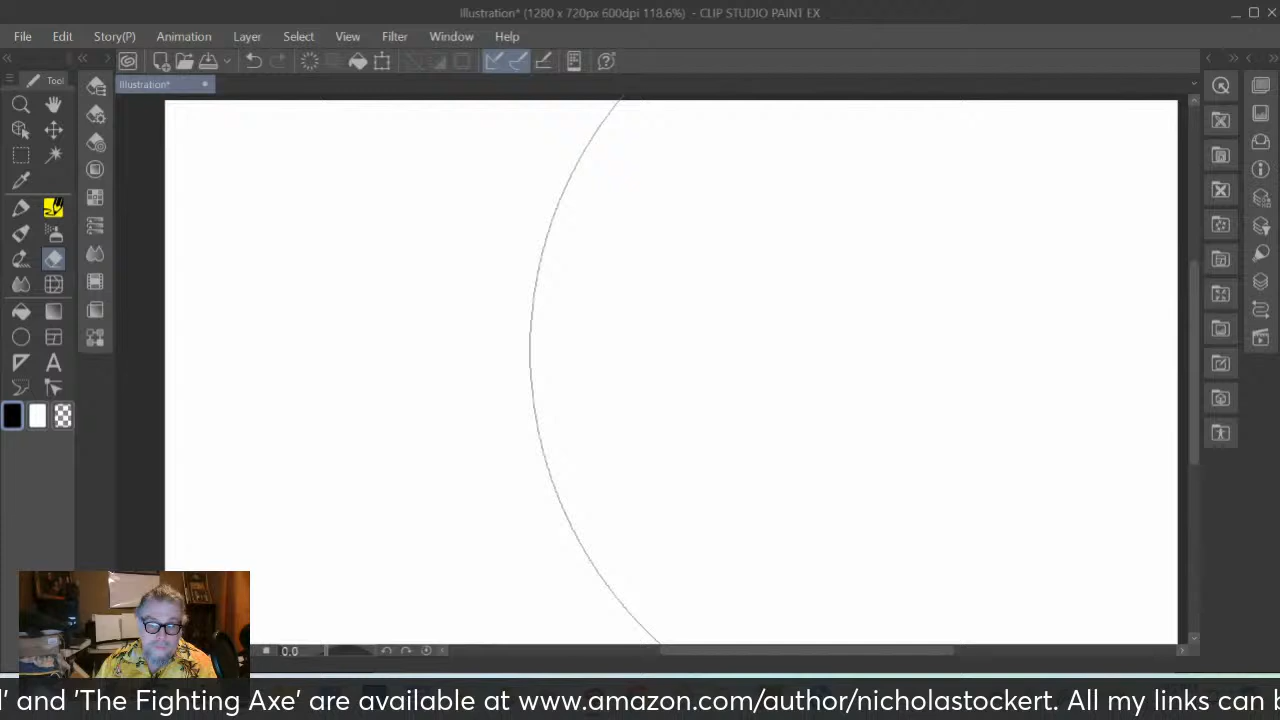 Illustration* (1280 x 720px 600dpi 118.6%) - CLIP STUDIO PAINT EX
File Edit Story(P) Animation Layer Select View Filter Window Help
Tool
Illustration*
A
0.0
' and 'The Fighting Axe' are available at www.amazon.com/author/nicholastockert. All my links can b